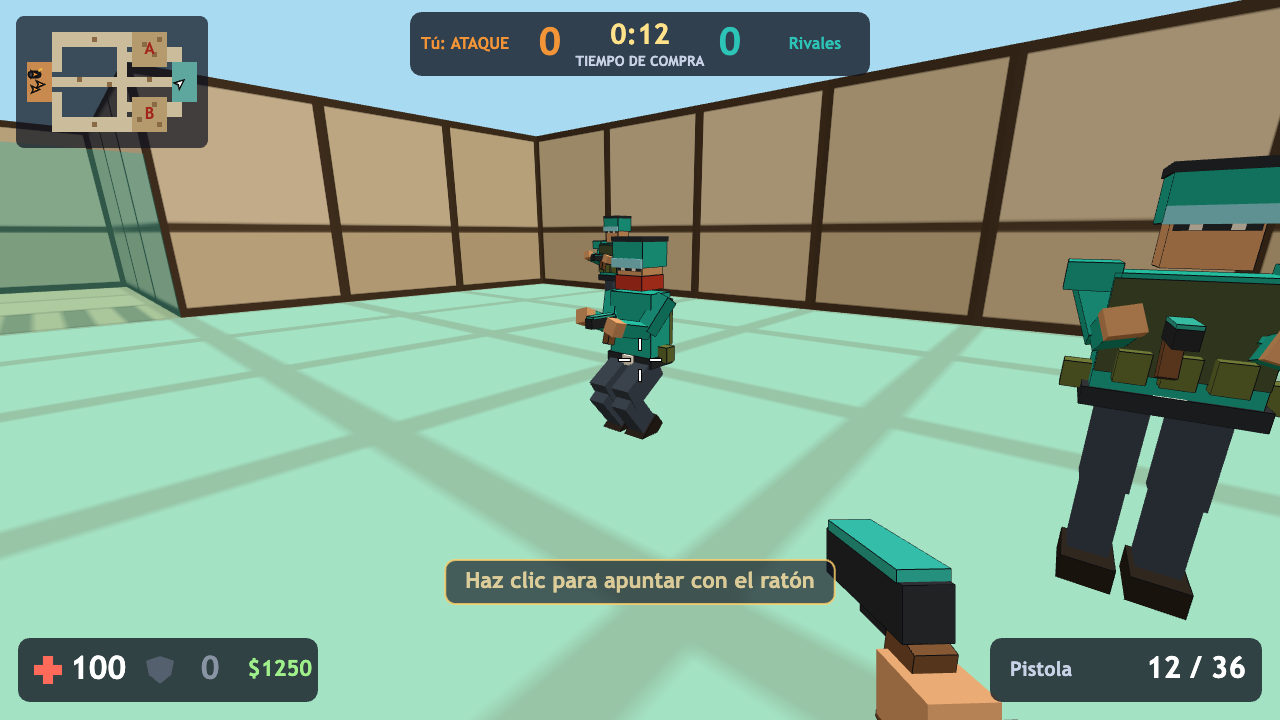 A
B
Tú: ATAQUE
0
0:12
TIEMPO DE COMPRA
0
Rivales
Haz clic para apuntar con el ratón
100
0
$1250
Pistola
12 / 36